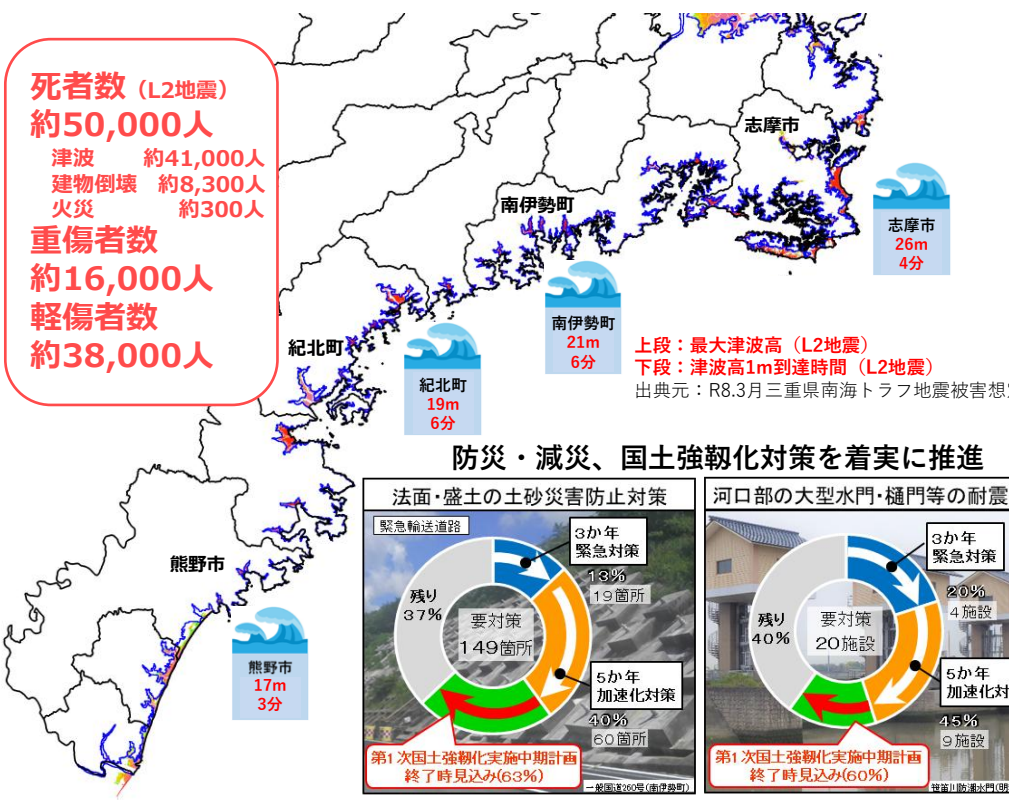 死者数（L2地震）
約50,000人
津波 約41,000人
建物倒壊 約8,300人
火災 約300人
重傷者数
約16,000人
軽傷者数
約38,000人
志摩市
南伊勢町
紀北町
熊野市
志摩市
26m
4分
南伊勢町
21m
6分
紀北町
19m
6分
熊野市
17m
3分
上段：最大津波高（L2地震）
下段：津波高1m到達時間（L2地震）
出典元：R8.3月三重県南海トラフ地震被害想
防災・減災、国土強靱化対策を着実に推進
法面・盛土の土砂災害防止対策
緊急輸送道路
3か年
緊急対策
13%
19箇所
残り
37%
要対策
149箇所
5か年
加速化対策
40%
60箇所
第1次国土強靱化実施中期計画
終了時見込み(63%)
一般国道260号(南伊勢町)
河口部の大型水門・樋門等の耐震
3か年
緊急対策
20%
4施設
残り
40%
要対策
20施設
5か年
加速化対
45%
9施設
第1次国土強靱化実施中期計画
終了時見込み(60%)
笹笛川防潮水門(明